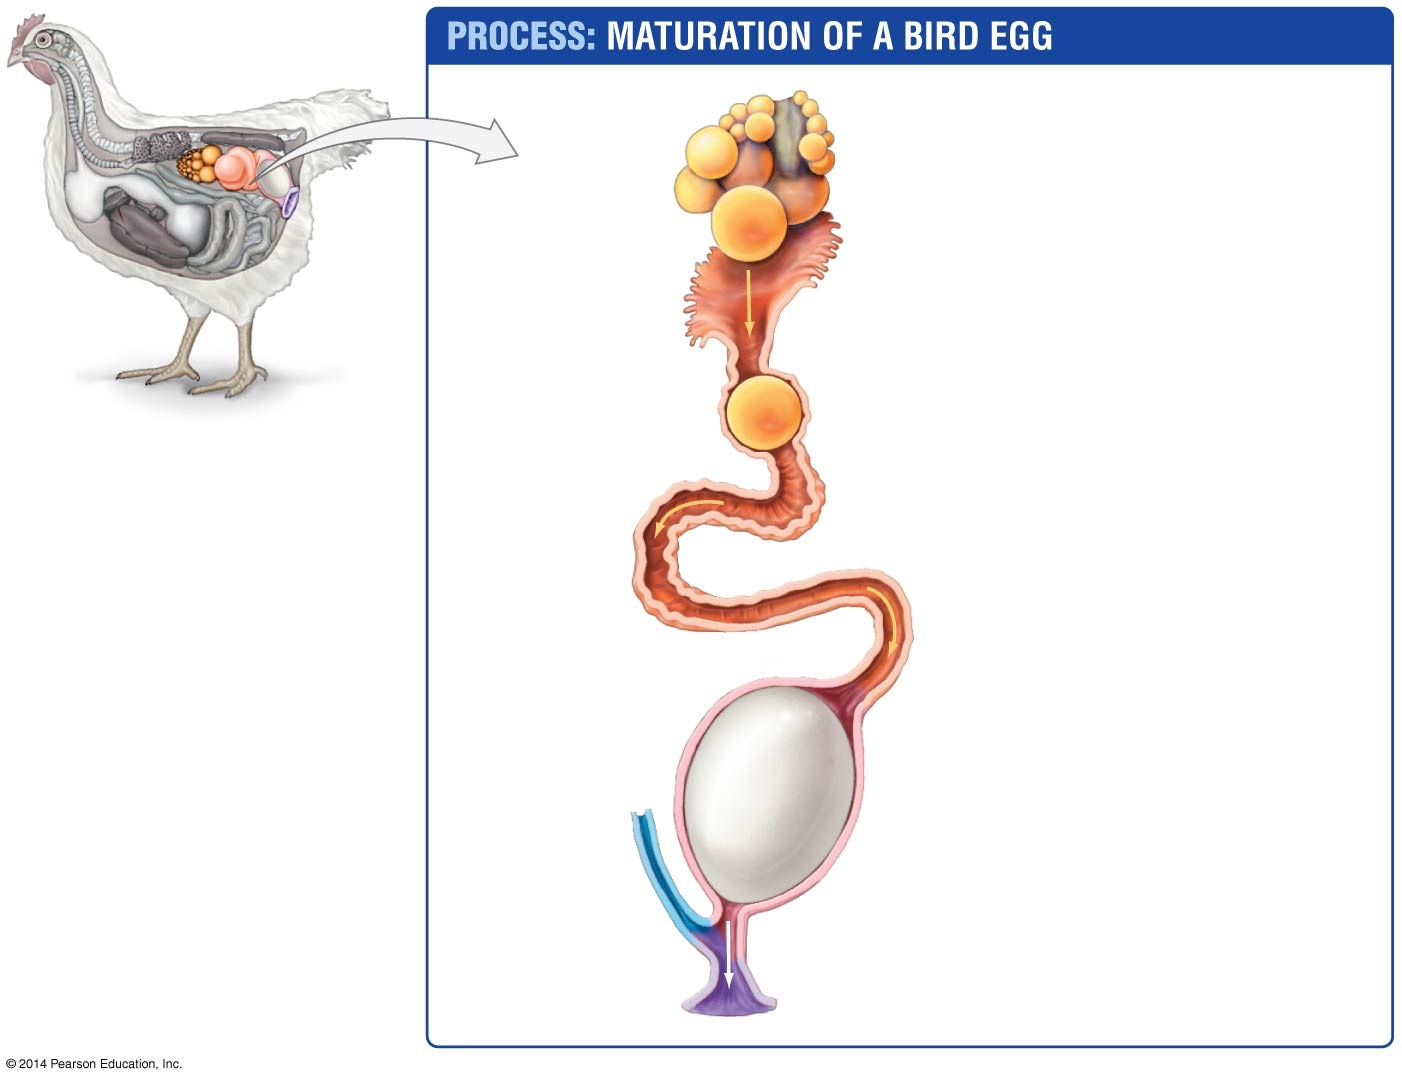 PROCESS: MATURATION OF A BIRD EGG
© 2014 Pearson Education, Inc.